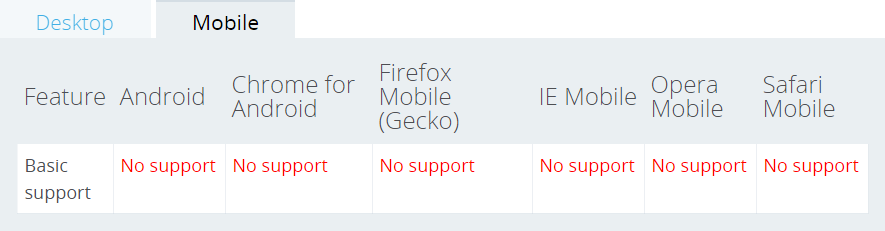 Desktop Mobile
Feature Android Chrome for Android Firefox Mobile (Gecko) IE Mobile Opera Mobile Safari Mobile
Basic support No support No support No support No support No support No support